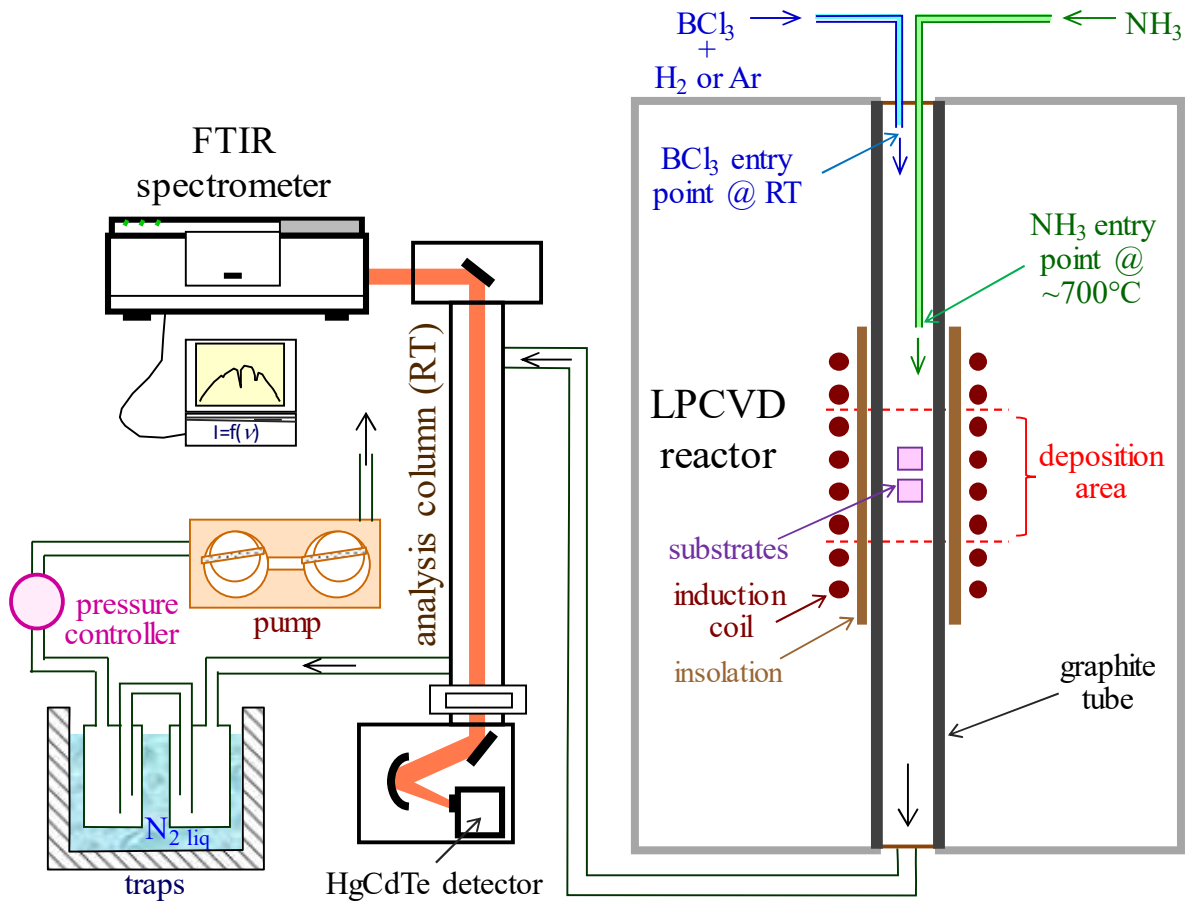 BCl₃
+
H₂ or Ar
NH₃
FTIR
spectrometer
BCl₃ entry
point @ RT
NH₃ entry
point @
~700°C
I=f(ν)
analysis column (RT)
LPCVD
reactor
deposition
area
substrates
induction
coil
insolation
graphite
tube
pressure
controller
pump
N₂ liq
traps
HgCdTe detector